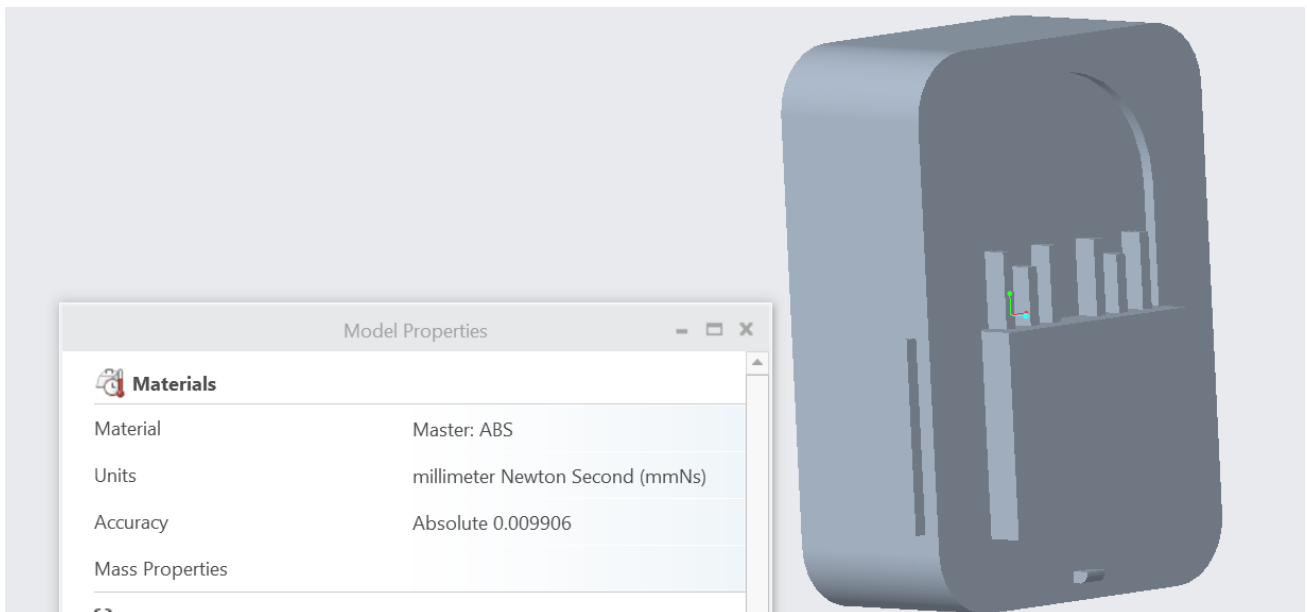 Model Properties
Materials
Material Master: ABS
Units millimeter Newton Second (mmNs)
Accuracy Absolute 0.009906
Mass Properties